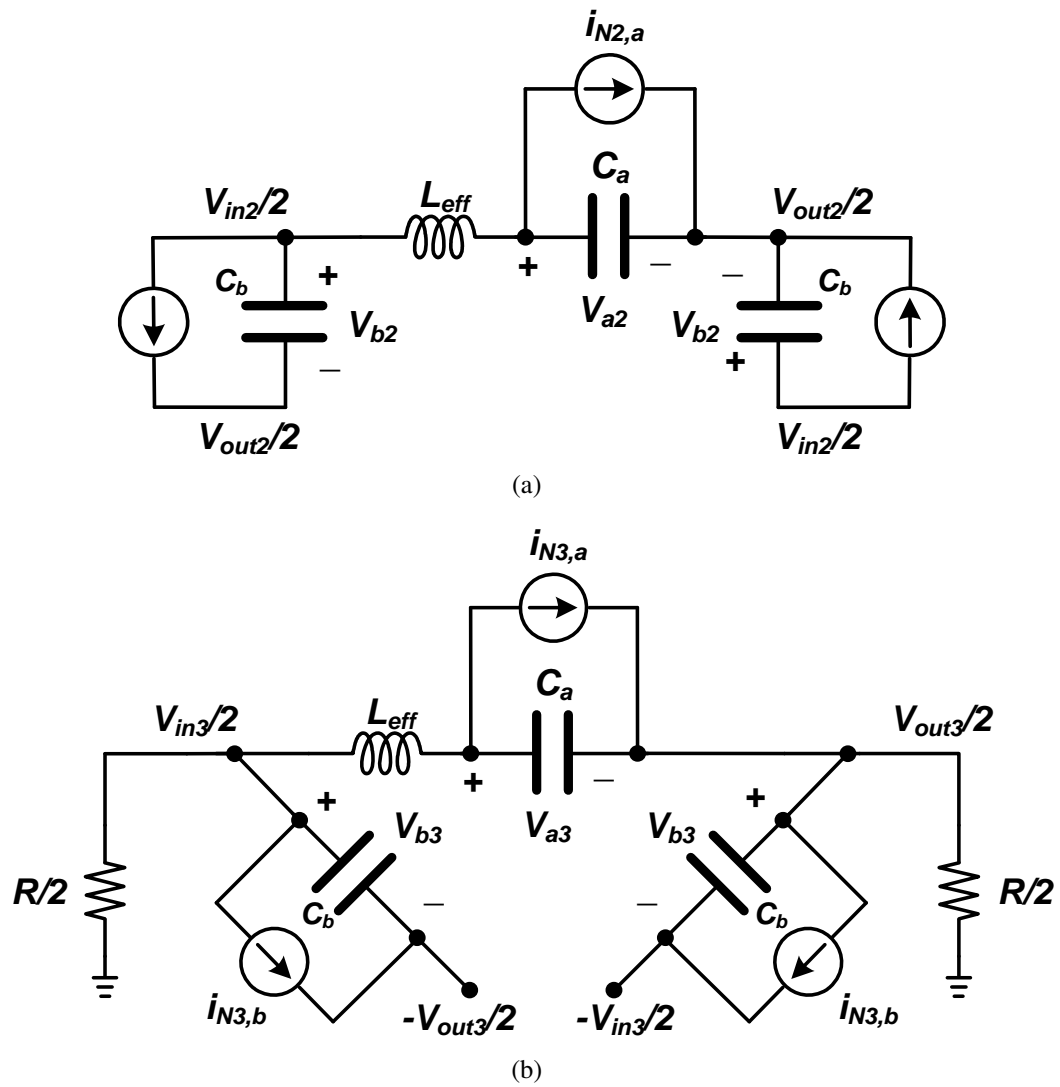 i_{N2,a}
C_a
V_{in2}/2
L_{eff}
V_{out2}/2
+
–
–
C_b
+
V_{b2}
–
V_{a2}
V_{b2}
C_b
+
V_{out2}/2
V_{in2}/2
(a)
i_{N3,a}
C_a
V_{in3}/2
L_{eff}
V_{out3}/2
+
–
+
+
V_{b3}
V_{a3}
V_{b3}
R/2
C_b
–
–
C_b
R/2
i_{N3,b}
-V_{out3}/2
-V_{in3}/2
i_{N3,b}
(b)